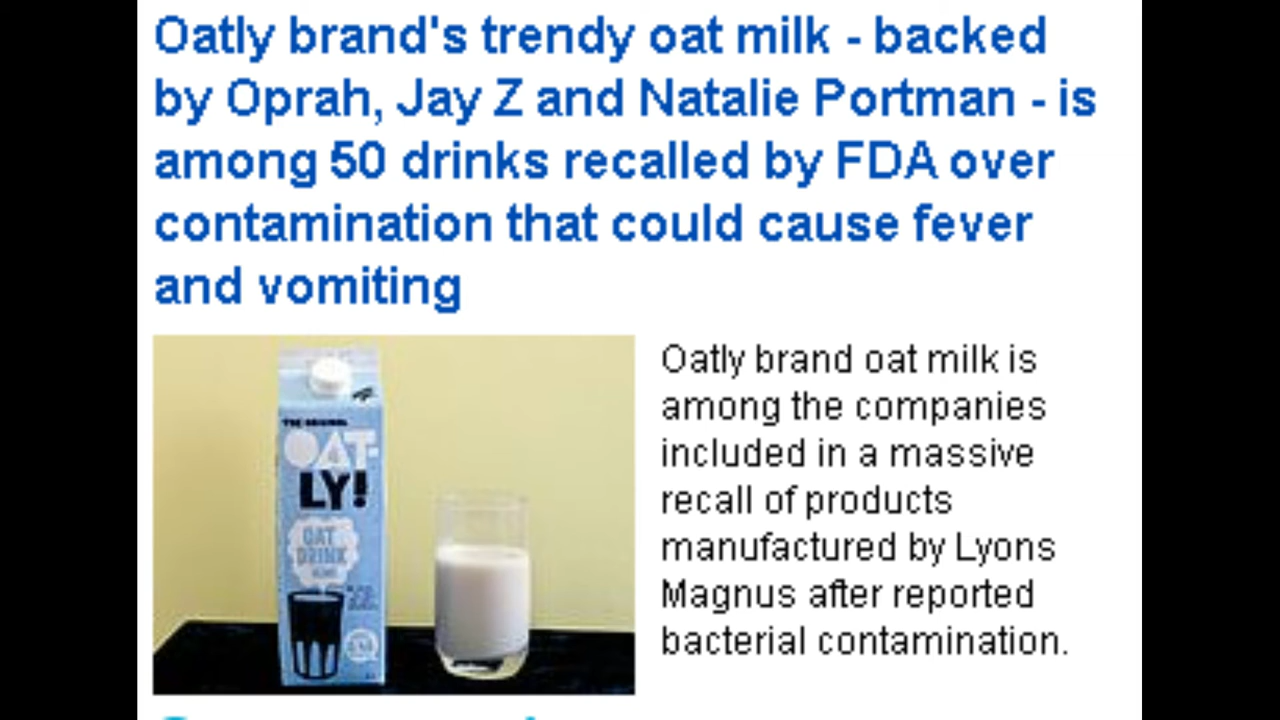 Oatly brand's trendy oat milk - backed
by Oprah, Jay Z and Natalie Portman - is
among 50 drinks recalled by FDA over
contamination that could cause fever
and vomiting
Oatly brand oat milk is
among the companies
included in a massive
recall of products
manufactured by Lyons
Magnus after reported
bacterial contamination.
THE ORIGINAL
OAT-
LY!
OAT
DRINK